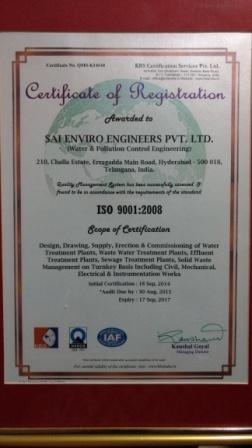 Certificate No. QMS-K14648
KBS Certification Services Pvt. Ltd.
Certificate of Registration
Awarded to
SAI ENVIRO ENGINEERS PVT. LTD.
(Water & Pollution Control Engineering)
210, Challa Estate, Erragadda Main Road, Hyderabad - 500 018,
Telangana, India.
Quality Management System has been successfully assessed &
found to be in accordance with the requirements of the standard
ISO 9001:2008
Scope of Certification
Design, Drawing, Supply, Erection & Commissioning of Water
Treatment Plants, Waste Water Treatment Plants, Effluent
Treatment Plants, Sewage Treatment Plants, Solid Waste
Management on Turnkey Basis Including Civil, Mechanical,
Electrical & Instrumentation Works
Initial Certification : 18 Sep, 2014
*Audit Due by : 30 Aug, 2015
Expiry : 17 Sep, 2017
IAF
Kaushal Goyal
Managing Director